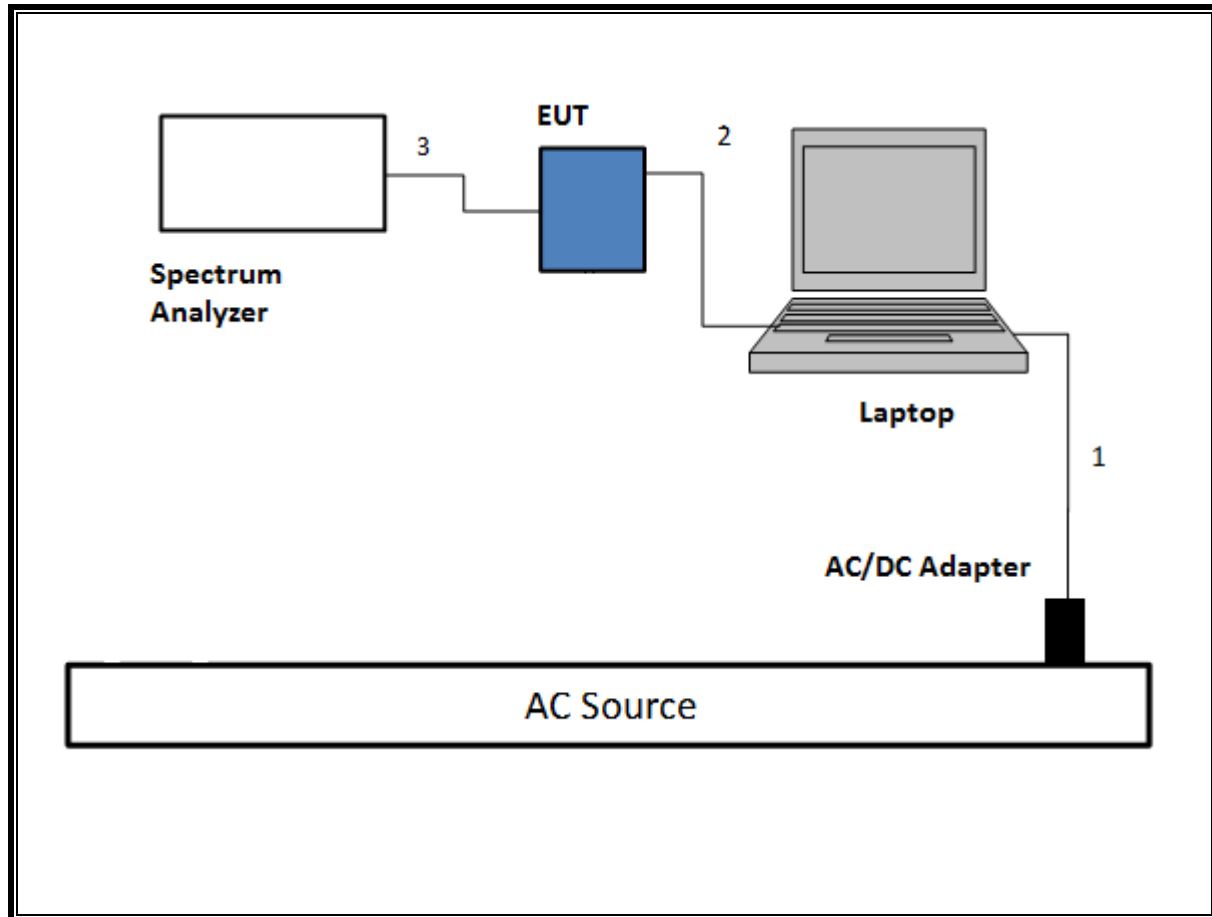 EUT
2
3
Spectrum
Analyzer
Laptop
1
AC/DC Adapter
AC Source